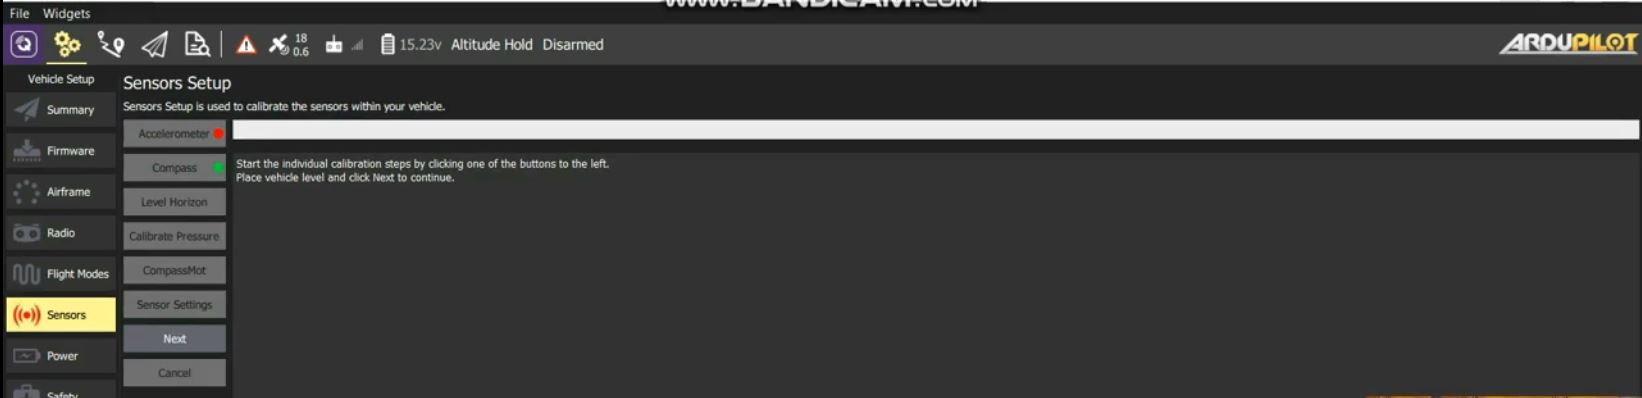 www.BANDICAM.com
File Widgets
18
0.6
15.23v Altitude Hold Disarmed
ARDUPILOT
Vehicle Setup
Sensors Setup
Summary
Sensors Setup is used to calibrate the sensors within your vehicle.
Accelerometer
Firmware
Compass
Start the individual calibration steps by clicking one of the buttons to the left.
Place vehicle level and click Next to continue.
Airframe
Level Horizon
Radio
Calibrate Pressure
Flight Modes
CompassMot
Sensor Settings
Sensors
Next
Power
Cancel
Safety